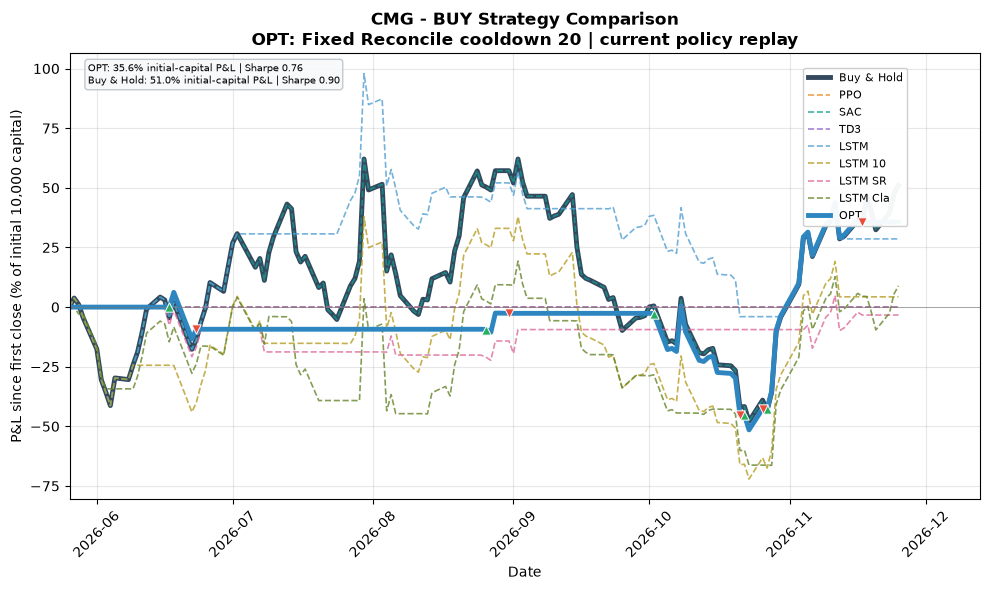 CMG - BUY Strategy Comparison
OPT: Fixed Reconcile cooldown 20 | current policy replay
OPT: 35.6% initial-capital P&L | Sharpe 0.76
Buy & Hold: 51.0% initial-capital P&L | Sharpe 0.90
Buy & Hold
PPO
SAC
TD3
LSTM
LSTM 10
LSTM SR
LSTM Cla
OPT
P&L since first close (% of initial 10,000 capital)
100
75
50
25
0
−25
−50
−75
2026-06
2026-07
2026-08
2026-09
2026-10
2026-11
2026-12
Date